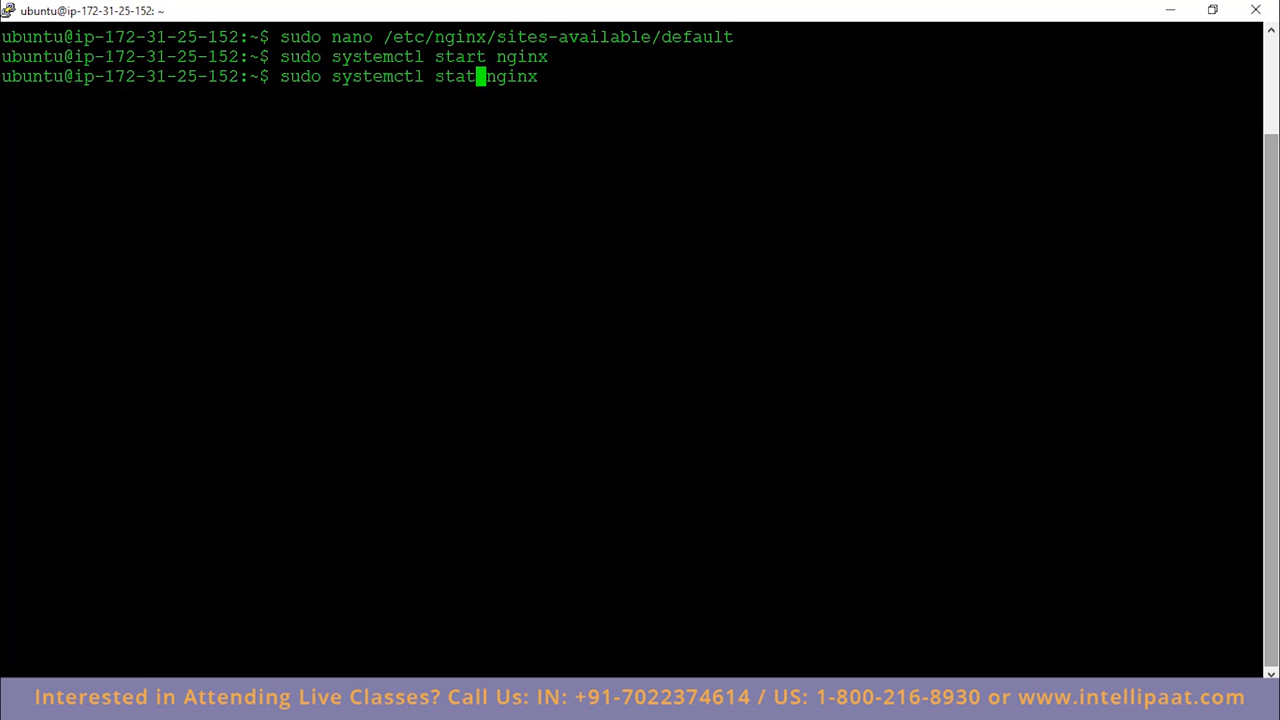 ubuntu@ip-172-31-25-152: ~
ubuntu@ip-172-31-25-152:~$ sudo nano /etc/nginx/sites-available/default
ubuntu@ip-172-31-25-152:~$ sudo systemctl start nginx
ubuntu@ip-172-31-25-152:~$ sudo systemctl stat nginx
Interested in Attending Live Classes? Call Us: IN: +91-7022374614 / US: 1-800-216-8930 or www.intellipaat.com